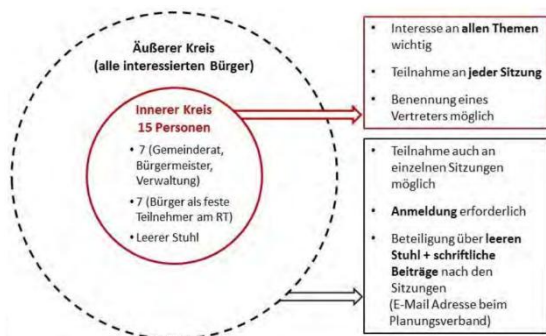 Äußerer Kreis
(alle interessierten Bürger)
Innerer Kreis
15 Personen
• 7 (Gemeinderat,
Bürgermeister,
Verwaltung)
• 7 (Bürger als feste
Teilnehmer am RT)
• Leerer Stuhl
• Interesse an allen Themen
wichtig
• Teilnahme an jeder Sitzung
• Benennung eines
Vertreters möglich
• Teilnahme auch an
einzelnen Sitzungen
möglich
• Anmeldung erforderlich
• Beteiligung über leeren
Stuhl + schriftliche
Beiträge nach den
Sitzungen
(E-Mail Adresse beim
Planungsverband)